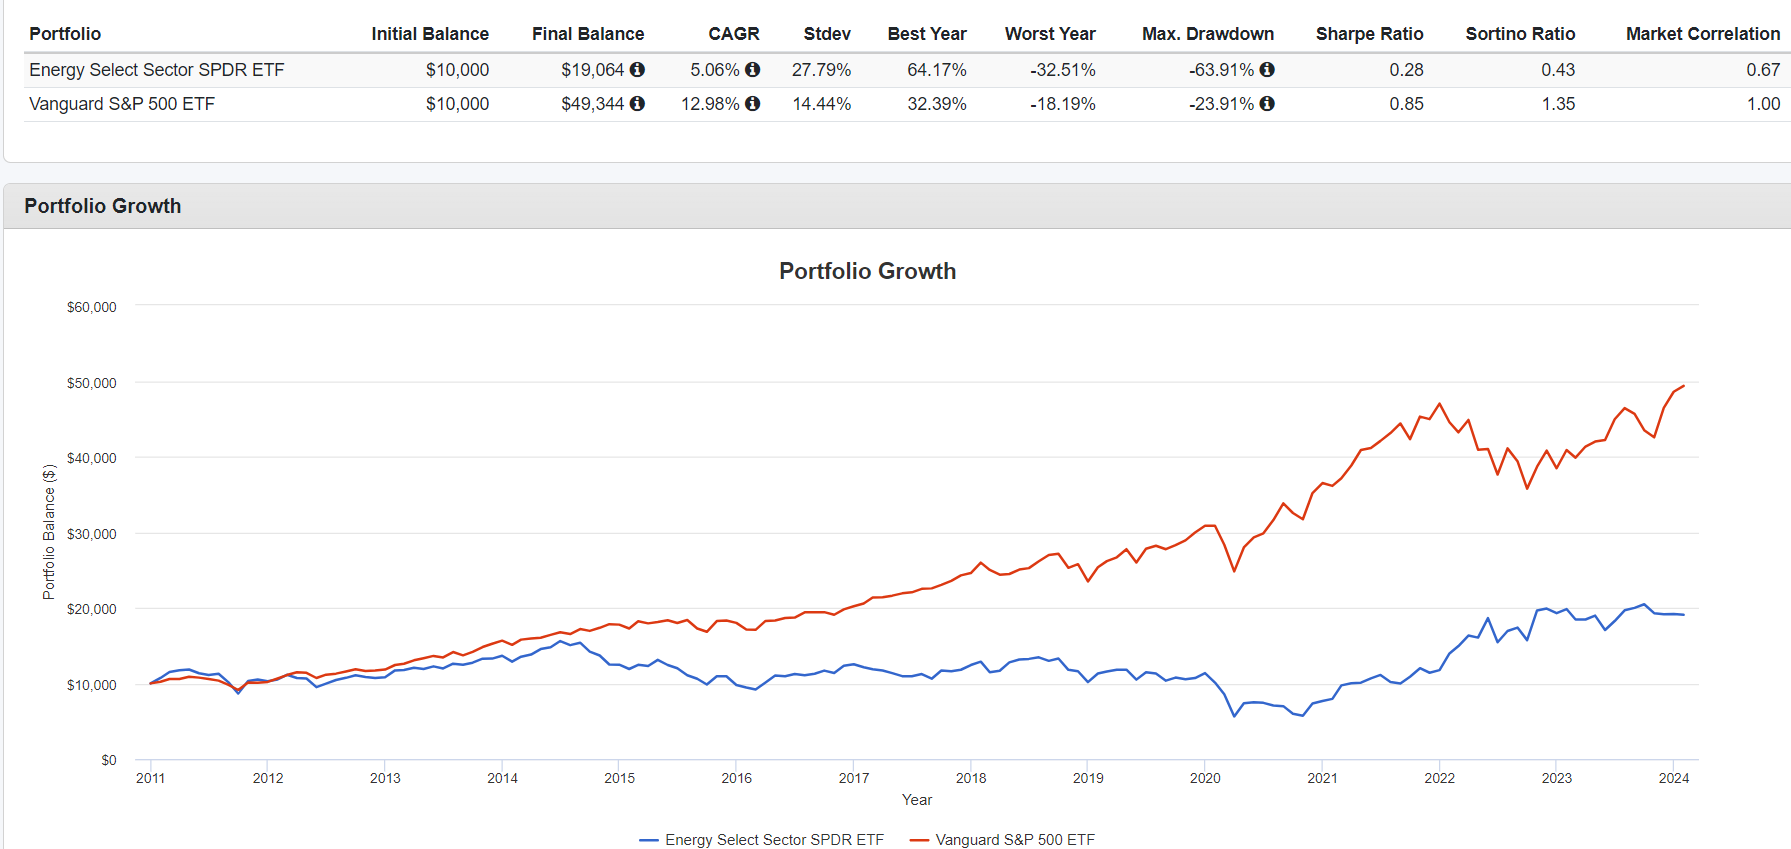 Portfolio Initial Balance Final Balance CAGR Stdev Best Year Worst Year Max. Drawdown Sharpe Ratio Sortino Ratio Market Correlation
Energy Select Sector SPDR ETF $10,000 $19,064 5.06% 27.79% 64.17% -32.51% -63.91% 0.28 0.43 0.67
Vanguard S&P 500 ETF $10,000 $49,344 12.98% 14.44% 32.39% -18.19% -23.91% 0.85 1.35 1.00
Portfolio Growth
Portfolio Growth
Portfolio Balance ($)
$60,000
$50,000
$40,000
$30,000
$20,000
$10,000
$0
2011 2012 2013 2014 2015 2016 2017 2018 2019 2020 2021 2022 2023 2024
Year
Energy Select Sector SPDR ETF Vanguard S&P 500 ETF